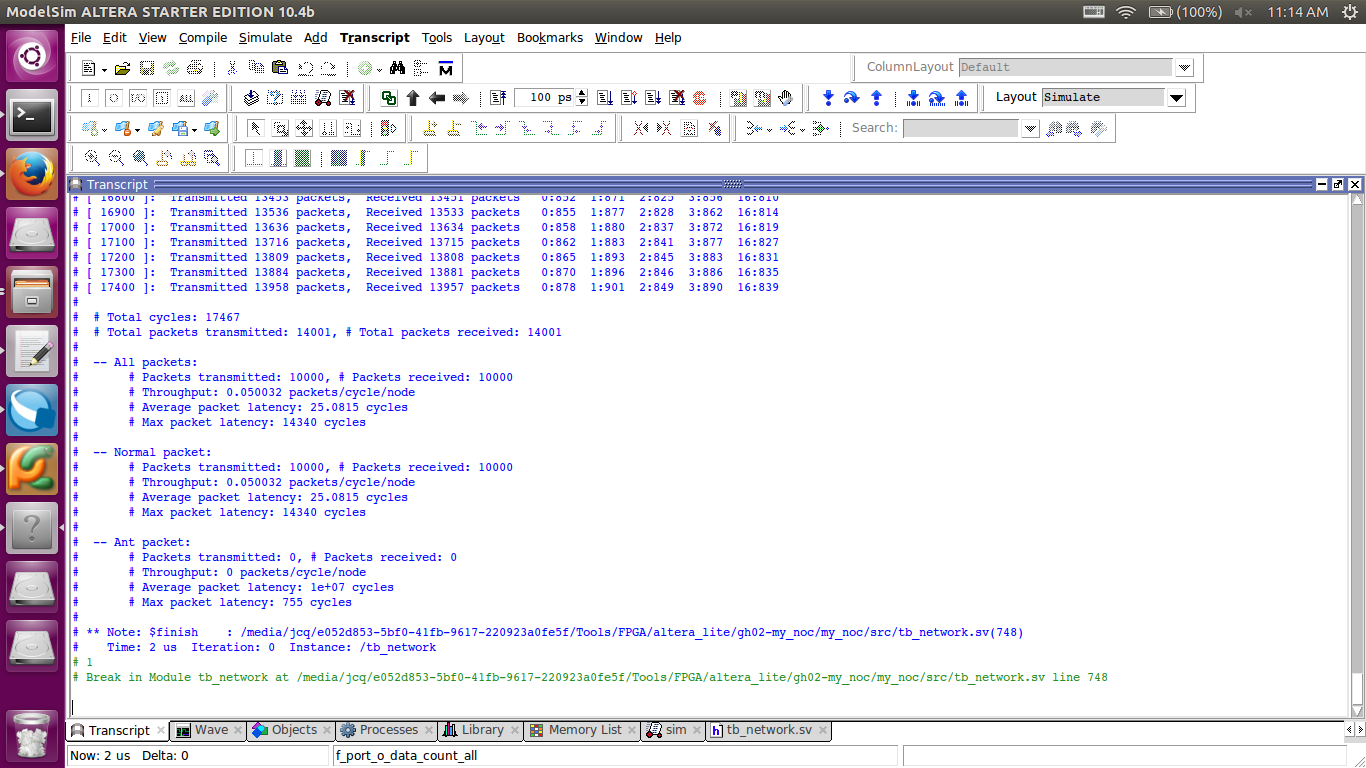 ModelSim ALTERA STARTER EDITION 10.4b
(100%) 11:14 AM
File Edit View Compile Simulate Add Transcript Tools Layout Bookmarks Window Help
ColumnLayout Default
100 ps
Layout Simulate
Search:
Transcript
# [ 16800 ]: Transmitted 13453 packets, Received 13451 packets 0:852 1:871 2:825 3:856 16:810
# [ 16900 ]: Transmitted 13536 packets, Received 13533 packets 0:855 1:877 2:828 3:862 16:814
# [ 17000 ]: Transmitted 13636 packets, Received 13634 packets 0:858 1:880 2:837 3:872 16:819
# [ 17100 ]: Transmitted 13716 packets, Received 13715 packets 0:862 1:883 2:841 3:877 16:827
# [ 17200 ]: Transmitted 13809 packets, Received 13808 packets 0:865 1:893 2:845 3:883 16:831
# [ 17300 ]: Transmitted 13884 packets, Received 13881 packets 0:870 1:896 2:846 3:886 16:835
# [ 17400 ]: Transmitted 13958 packets, Received 13957 packets 0:878 1:901 2:849 3:890 16:839
#
# # Total cycles: 17467
# # Total packets transmitted: 14001, # Total packets received: 14001
#
# -- All packets:
# # Packets transmitted: 10000, # Packets received: 10000
# # Throughput: 0.050032 packets/cycle/node
# # Average packet latency: 25.0815 cycles
# # Max packet latency: 14340 cycles
#
# -- Normal packet:
# # Packets transmitted: 10000, # Packets received: 10000
# # Throughput: 0.050032 packets/cycle/node
# # Average packet latency: 25.0815 cycles
# # Max packet latency: 14340 cycles
#
# -- Ant packet:
# # Packets transmitted: 0, # Packets received: 0
# # Throughput: 0 packets/cycle/node
# # Average packet latency: 1e+07 cycles
# # Max packet latency: 755 cycles
#
# ** Note: $finish : /media/jcq/e052d853-5bf0-41fb-9617-220923a0fe5f/Tools/FPGA/altera_lite/gh02-my_noc/my_noc/src/tb_network.sv(748)
# Time: 2 us Iteration: 0 Instance: /tb_network
# 1
# Break in Module tb_network at /media/jcq/e052d853-5bf0-41fb-9617-220923a0fe5f/Tools/FPGA/altera_lite/gh02-my_noc/my_noc/src/tb_network.sv line 748
Transcript Wave Objects Processes Library Memory List sim tb_network.sv
Now: 2 us Delta: 0 f_port_o_data_count_all